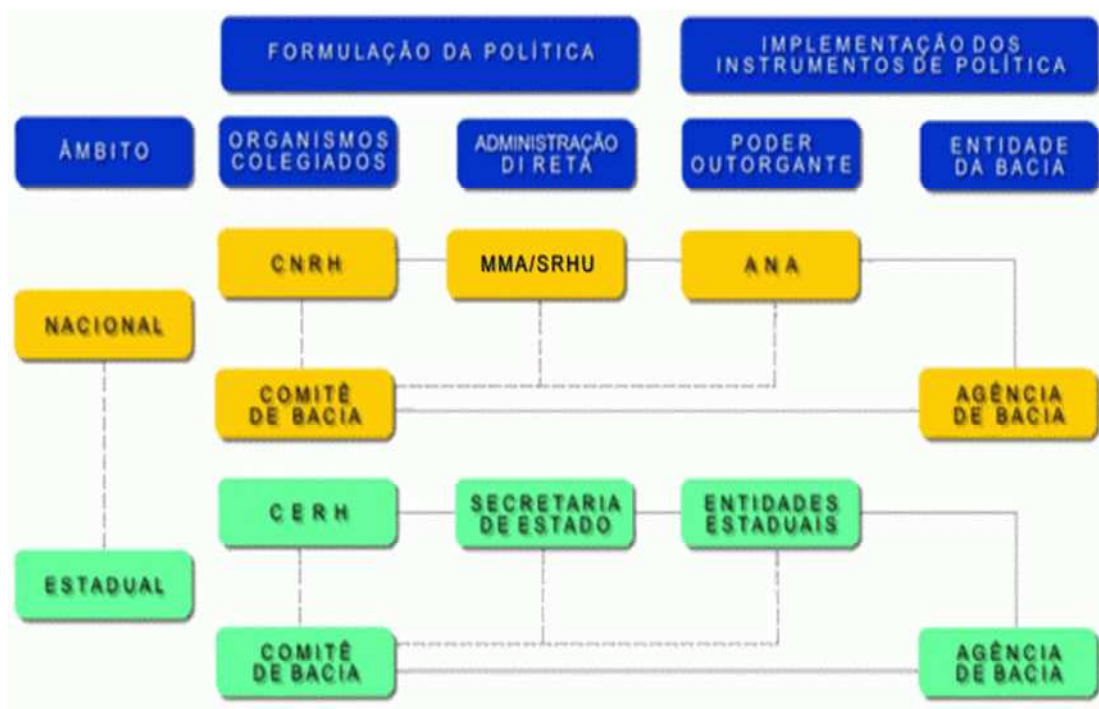 FORMULAÇÃO DA POLÍTICA
IMPLEMENTAÇÃO DOS
INSTRUMENTOS DE POLÍTICA
ÂMBITO
ORGANISMOS
COLEGIADOS
ADMINISTRAÇÃO
DIRETA
PODER
OUTORGANTE
ENTIDADE
DA BACIA
CNRH
MMA/SRHU
ANA
NACIONAL
COMITÊ
DE BACIA
AGÊNCIA
DE BACIA
CERH
SECRETARIA
DE ESTADO
ENTIDADES
ESTADUAIS
ESTADUAL
COMITÊ
DE BACIA
AGÊNCIA
DE BACIA